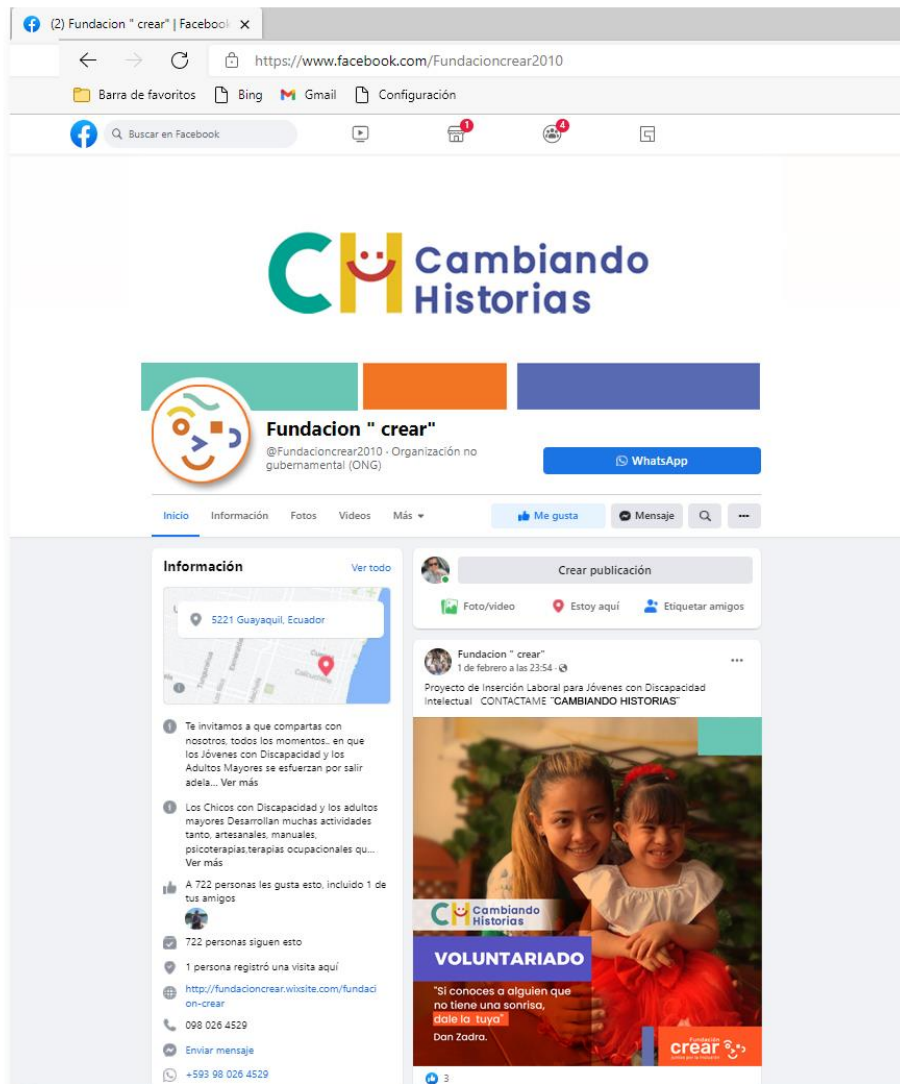 (2) Fundacion " crear" | Facebook
https://www.facebook.com/Fundacioncrear2010
Barra de favoritos Bing Gmail Configuración
Buscar en Facebook 1 4
CH Cambiando
Historias
Fundacion " crear"
@Fundacioncrear2010 · Organización no
gubernamental (ONG)
WhatsApp
Inicio Información Fotos Videos Más
Me gusta Mensaje
Información Ver todo
5221 Guayaquil, Ecuador
Te invitamos a que compartas con
nosotros, todos los momentos.. en que
los Jóvenes con Discapacidad y los
Adultos Mayores se esfuerzan por salir
adela... Ver más
Los Chicos con Discapacidad y los adultos
mayores Desarrollan muchas actividades
tanto, artesanales, manuales,
psicoterapias,terapias ocupacionales qu...
Ver más
A 722 personas les gusta esto, incluido 1 de
tus amigos
722 personas siguen esto
1 persona registró una visita aquí
http://fundacioncrear.wixsite.com/fundaci
on-crear
098 026 4529
Enviar mensaje
+593 98 026 4529
Crear publicación
Foto/video Estoy aquí Etiquetar amigos
Fundacion " crear"
1 de febrero a las 23:54
Proyecto de Inserción Laboral para Jóvenes con Discapacidad
Intelectual CONTACTAME "CAMBIANDO HISTORIAS"
CH Cambiando
Historias
VOLUNTARIADO
"Si conoces a alguien que
no tiene una sonrisa,
dale la tuya"
Dan Zadra.
Fundación
crear
3